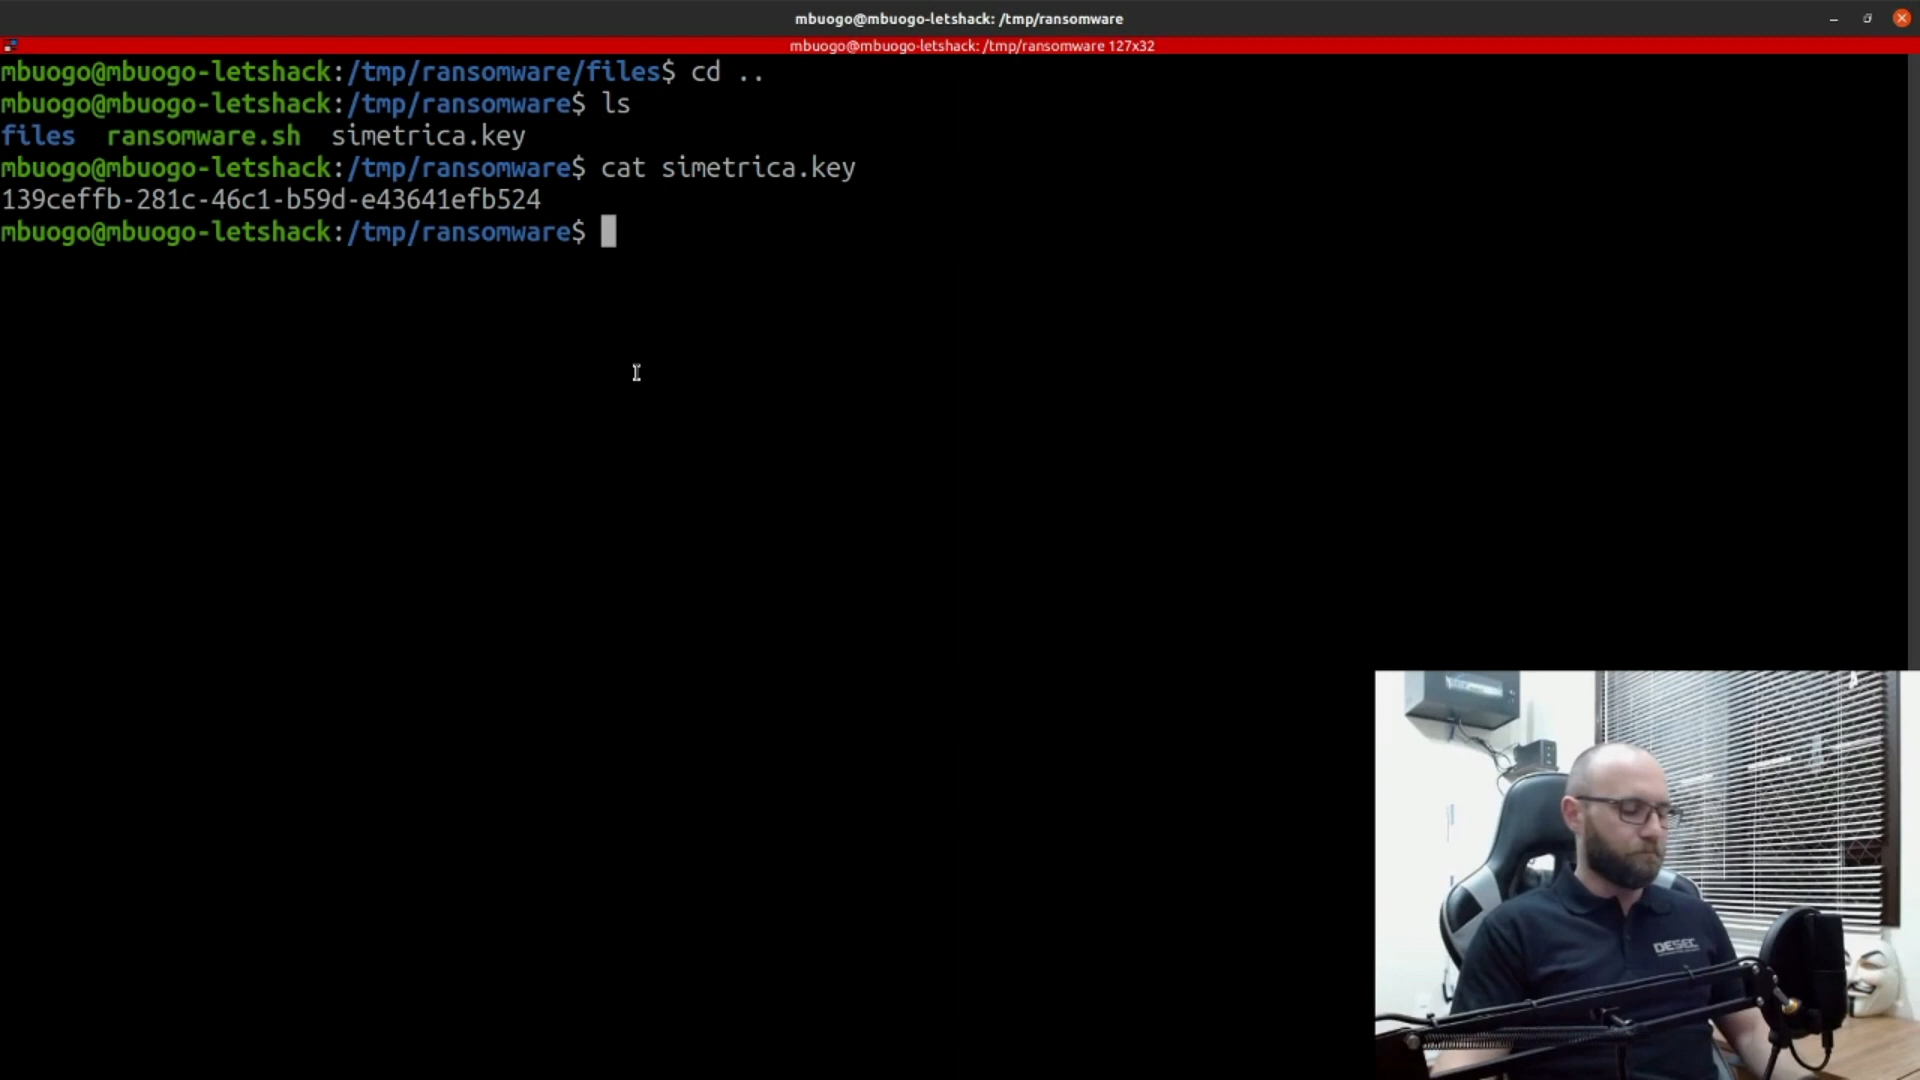 mbuogo@mbuogo-letshack: /tmp/ransomware
mbuogo@mbuogo-letshack: /tmp/ransomware 127x32
mbuogo@mbuogo-letshack:/tmp/ransomware/files$ cd ..
mbuogo@mbuogo-letshack:/tmp/ransomware$ ls
files  ransomware.sh  simetrica.key
mbuogo@mbuogo-letshack:/tmp/ransomware$ cat simetrica.key
139ceffb-281c-46c1-b59d-e43641efb524
mbuogo@mbuogo-letshack:/tmp/ransomware$
DESEC